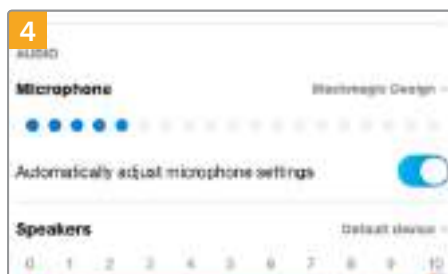 4
AUDIO
Microphone Blackmagic Design
Automatically adjust microphone settings
Speakers Default device
0 1 2 3 4 5 6 7 8 9 10